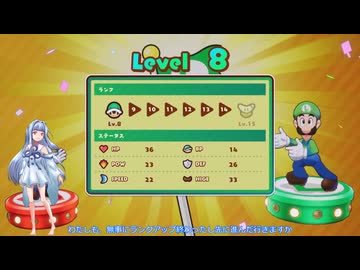 Level 8
ランク
9 10 11 12 13 14
Lv.8 Lv.15
ステータス
HP 36 BP 14
POW 23 DEF 26
SPEED 22 HIGE 33
わたしも、無事にランクアップ終わったし先に進んだ行きますか